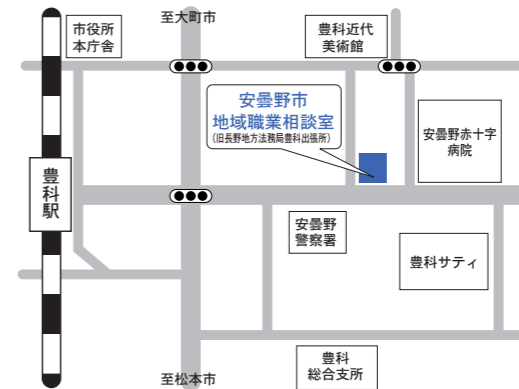 市役所
本庁舎
至大町市
豊科近代
美術館
安曇野市
地域職業相談室
(旧長野地方法務局豊科出張所)
安曇野赤十字
病院
豊科駅
安曇野
警察署
豊科サティ
豊科
総合支所
至松本市